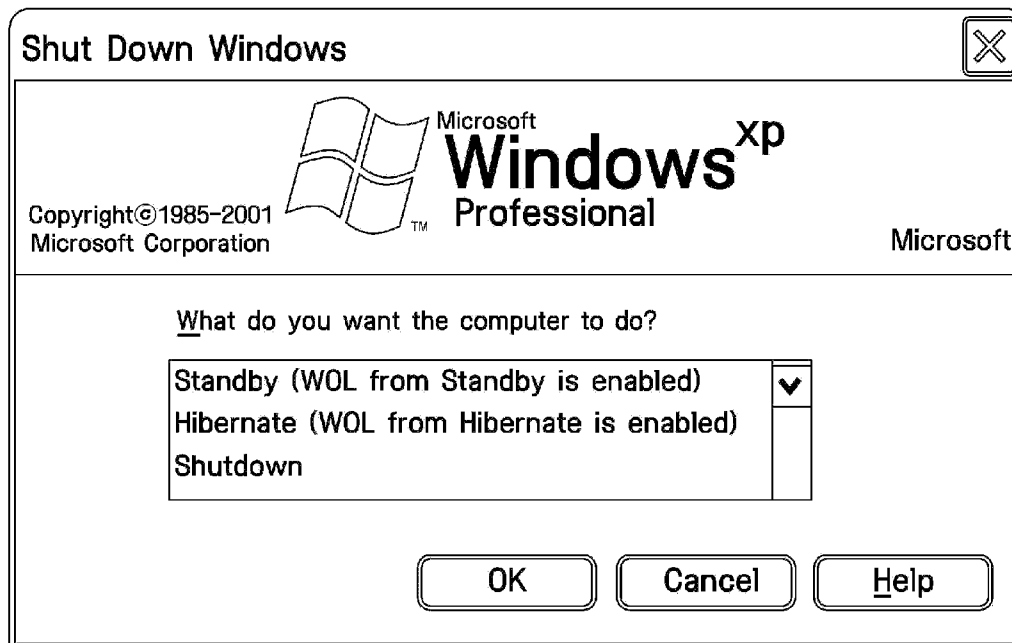 Shut Down Windows
Microsoft
Windows xp
Professional
TM
Copyright©1985-2001
Microsoft Corporation
Microsoft
What do you want the computer to do?
Standby (WOL from Standby is enabled)
Hibernate (WOL from Hibernate is enabled)
Shutdown
OK Cancel Help